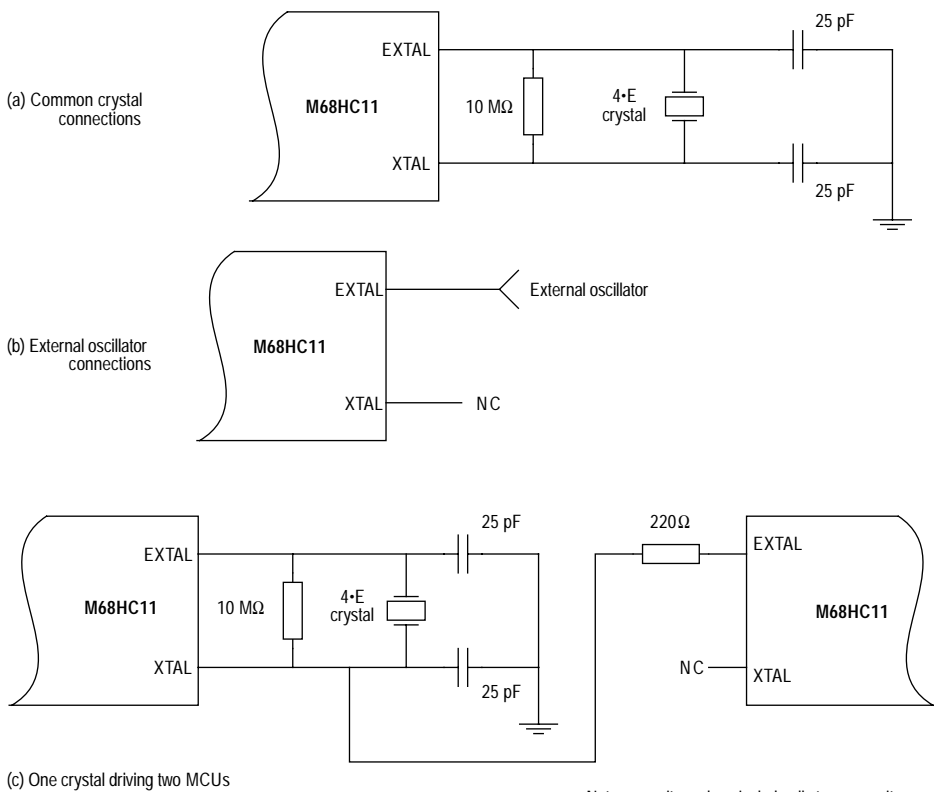 25 pF
EXTAL
(a) Common crystal
connections
M68HC11
10 MΩ
4•E
crystal
XTAL
25 pF
EXTAL
External oscillator
(b) External oscillator
connections
M68HC11
XTAL
NC
25 pF
220Ω
EXTAL
EXTAL
M68HC11
10 MΩ
4•E
crystal
M68HC11
XTAL
NC
XTAL
25 pF
(c) One crystal driving two MCUs